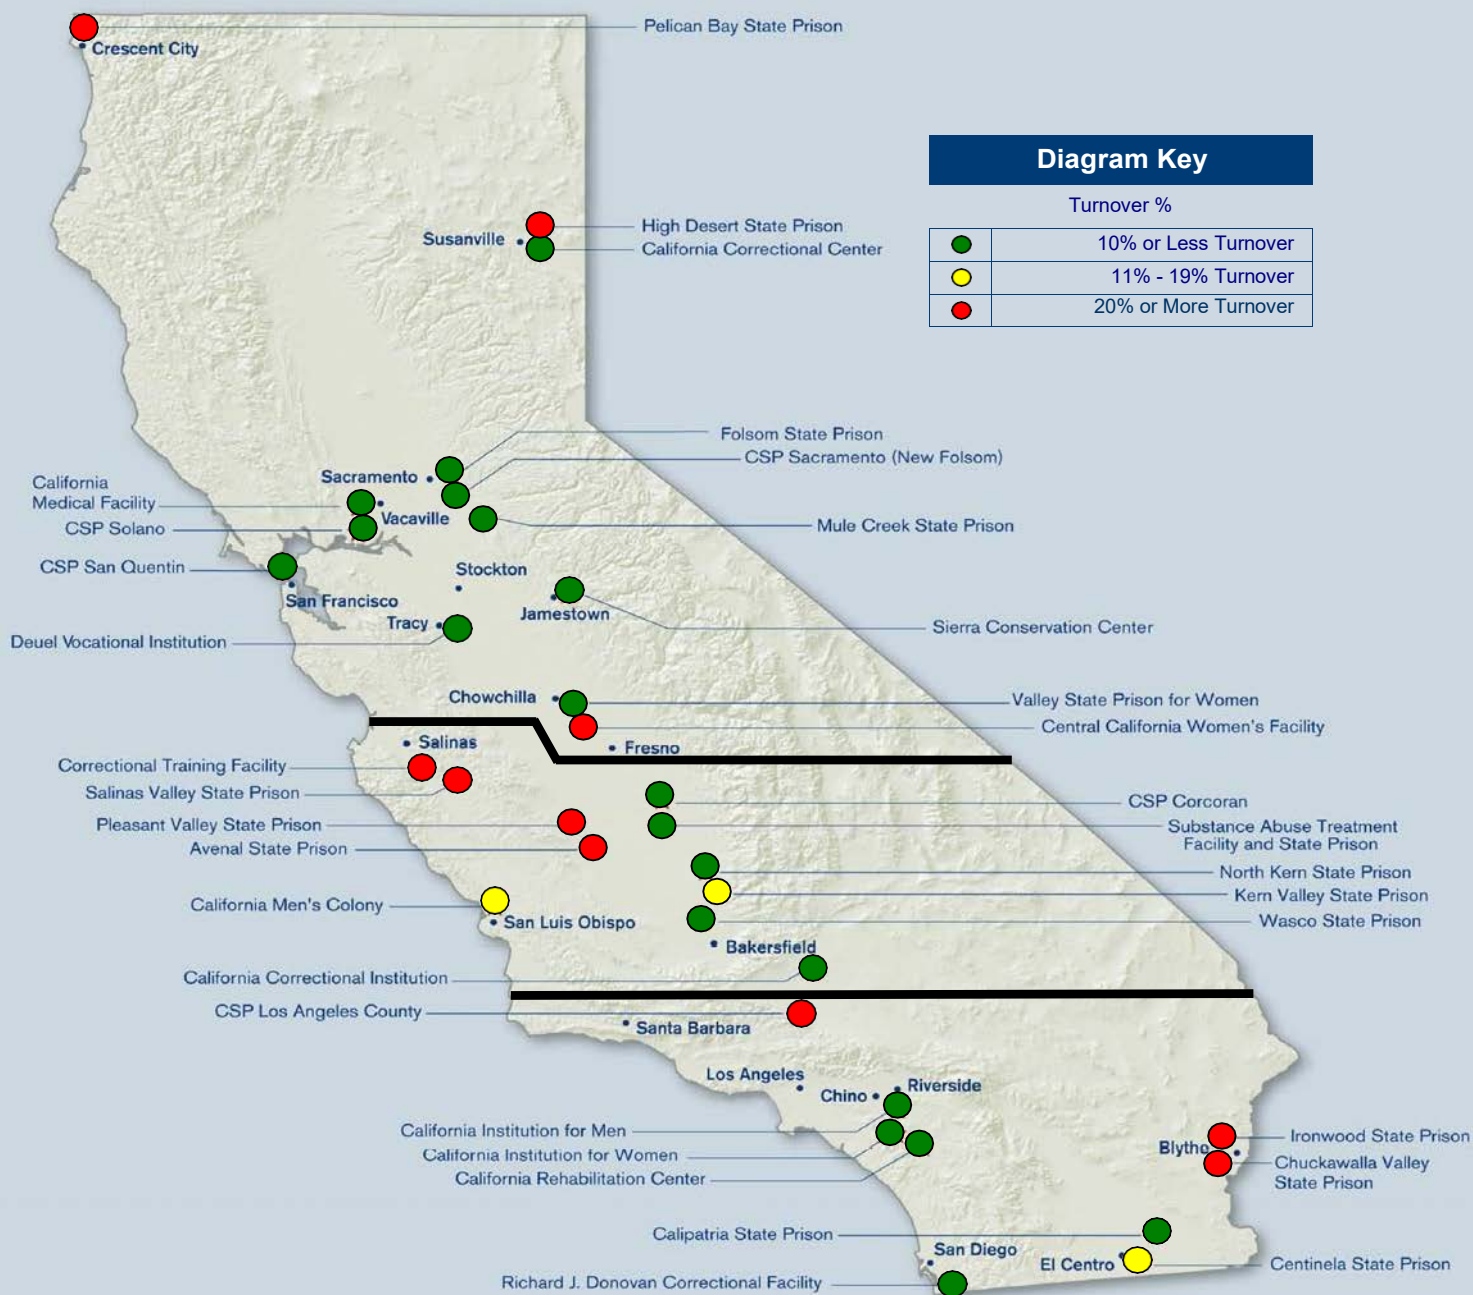 Pelican Bay State Prison
Crescent City
Diagram Key
Turnover %
10% or Less Turnover
11% - 19% Turnover
20% or More Turnover
High Desert State Prison
Susanville
California Correctional Center
Folsom State Prison
CSP Sacramento (New Folsom)
Sacramento
California
Medical Facility
Vacaville
CSP Solano
Mule Creek State Prison
CSP San Quentin
Stockton
San Francisco
Jamestown
Tracy
Sierra Conservation Center
Deuel Vocational Institution
Chowchilla
Valley State Prison for Women
Central California Women's Facility
Salinas
Fresno
Correctional Training Facility
Salinas Valley State Prison
CSP Corcoran
Pleasant Valley State Prison
Substance Abuse Treatment
Facility and State Prison
Avenal State Prison
North Kern State Prison
Kern Valley State Prison
California Men's Colony
Wasco State Prison
San Luis Obispo
Bakersfield
California Correctional Institution
CSP Los Angeles County
Santa Barbara
Los Angeles
Riverside
Chino
California Institution for Men
Ironwood State Prison
Blythe
California Institution for Women
Chuckawalla Valley
State Prison
California Rehabilitation Center
Calipatria State Prison
San Diego
El Centro
Centinela State Prison
Richard J. Donovan Correctional Facility